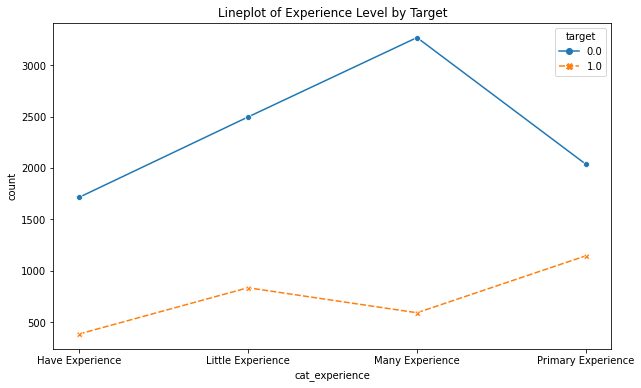 Lineplot of Experience Level by Target
target
0.0
1.0
3000
2500
2000
1500
1000
500
count
Have Experience Little Experience Many Experience Primary Experience
cat_experience